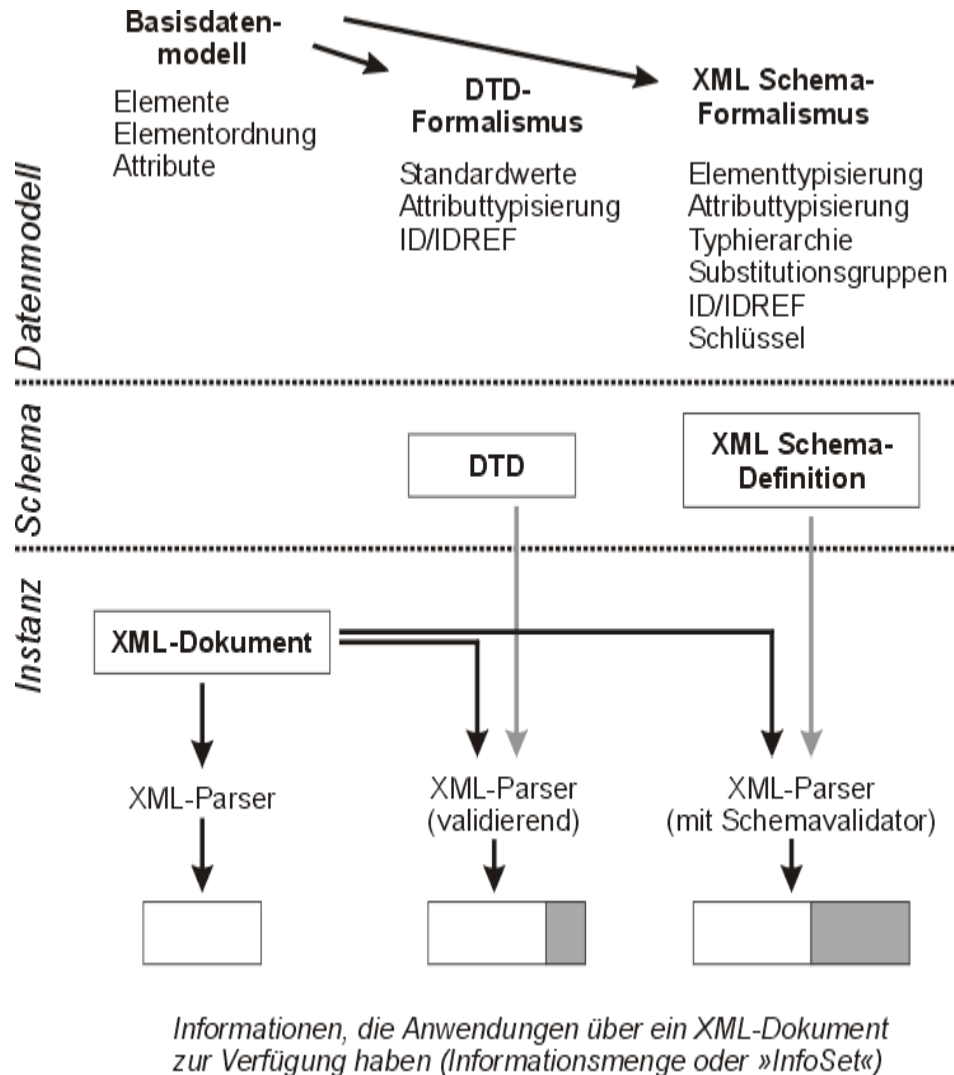 Basisdaten-
modell
Elemente
Elementordnung
Attribute
DTD-
Formalismus
Standardwerte
Attributtypisierung
ID/IDREF
XML Schema-
Formalismus
Elementtypisierung
Attributtypisierung
Typhierarchie
Substitutionsgruppen
ID/IDREF
Schlüssel
Datenmodell
Schema
DTD
XML Schema-
Definition
Instanz
XML-Dokument
XML-Parser
XML-Parser
(validierend)
XML-Parser
(mit Schemavalidator)
Informationen, die Anwendungen über ein XML-Dokument
zur Verfügung haben (Informationsmenge oder »InfoSet«)